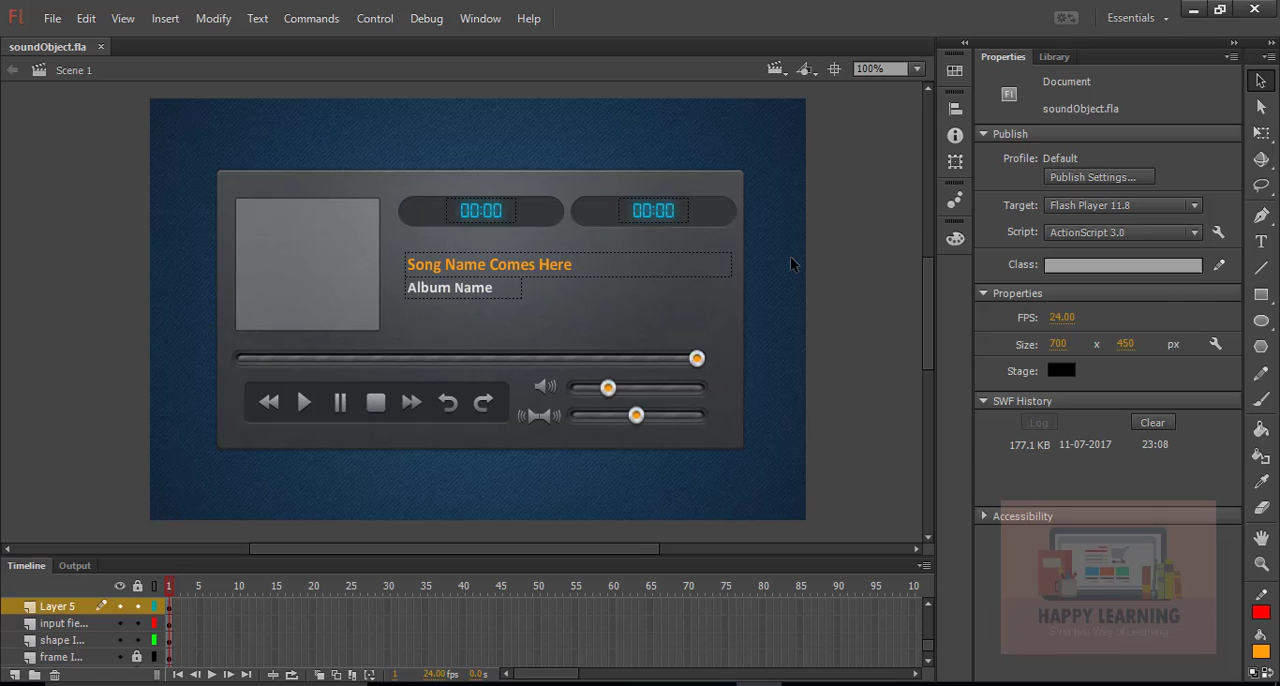 Fl File Edit View Insert Modify Text Commands Control Debug Window Help Essentials
soundObject.fla
Scene 1
100%
Properties Library
Document
Fl
soundObject.fla
Publish
Profile: Default
Publish Settings...
Target: Flash Player 11.8
Script: ActionScript 3.0
Class:
Properties
FPS: 24.00
Size: 700 x 450 px
Stage:
SWF History
Log Clear
177.1 KB 11-07-2017 23:08
Accessibility
HAPPY LEARNING
00:00 00:00
Song Name Comes Here
Album Name
Timeline Output
1 5 10 15 20 25 30 35 40 45 50 55 60 65 70 75 80 85 90 95 10
Layer 5
input fie...
shape l...
frame l...
1 24.00fps 0.0s